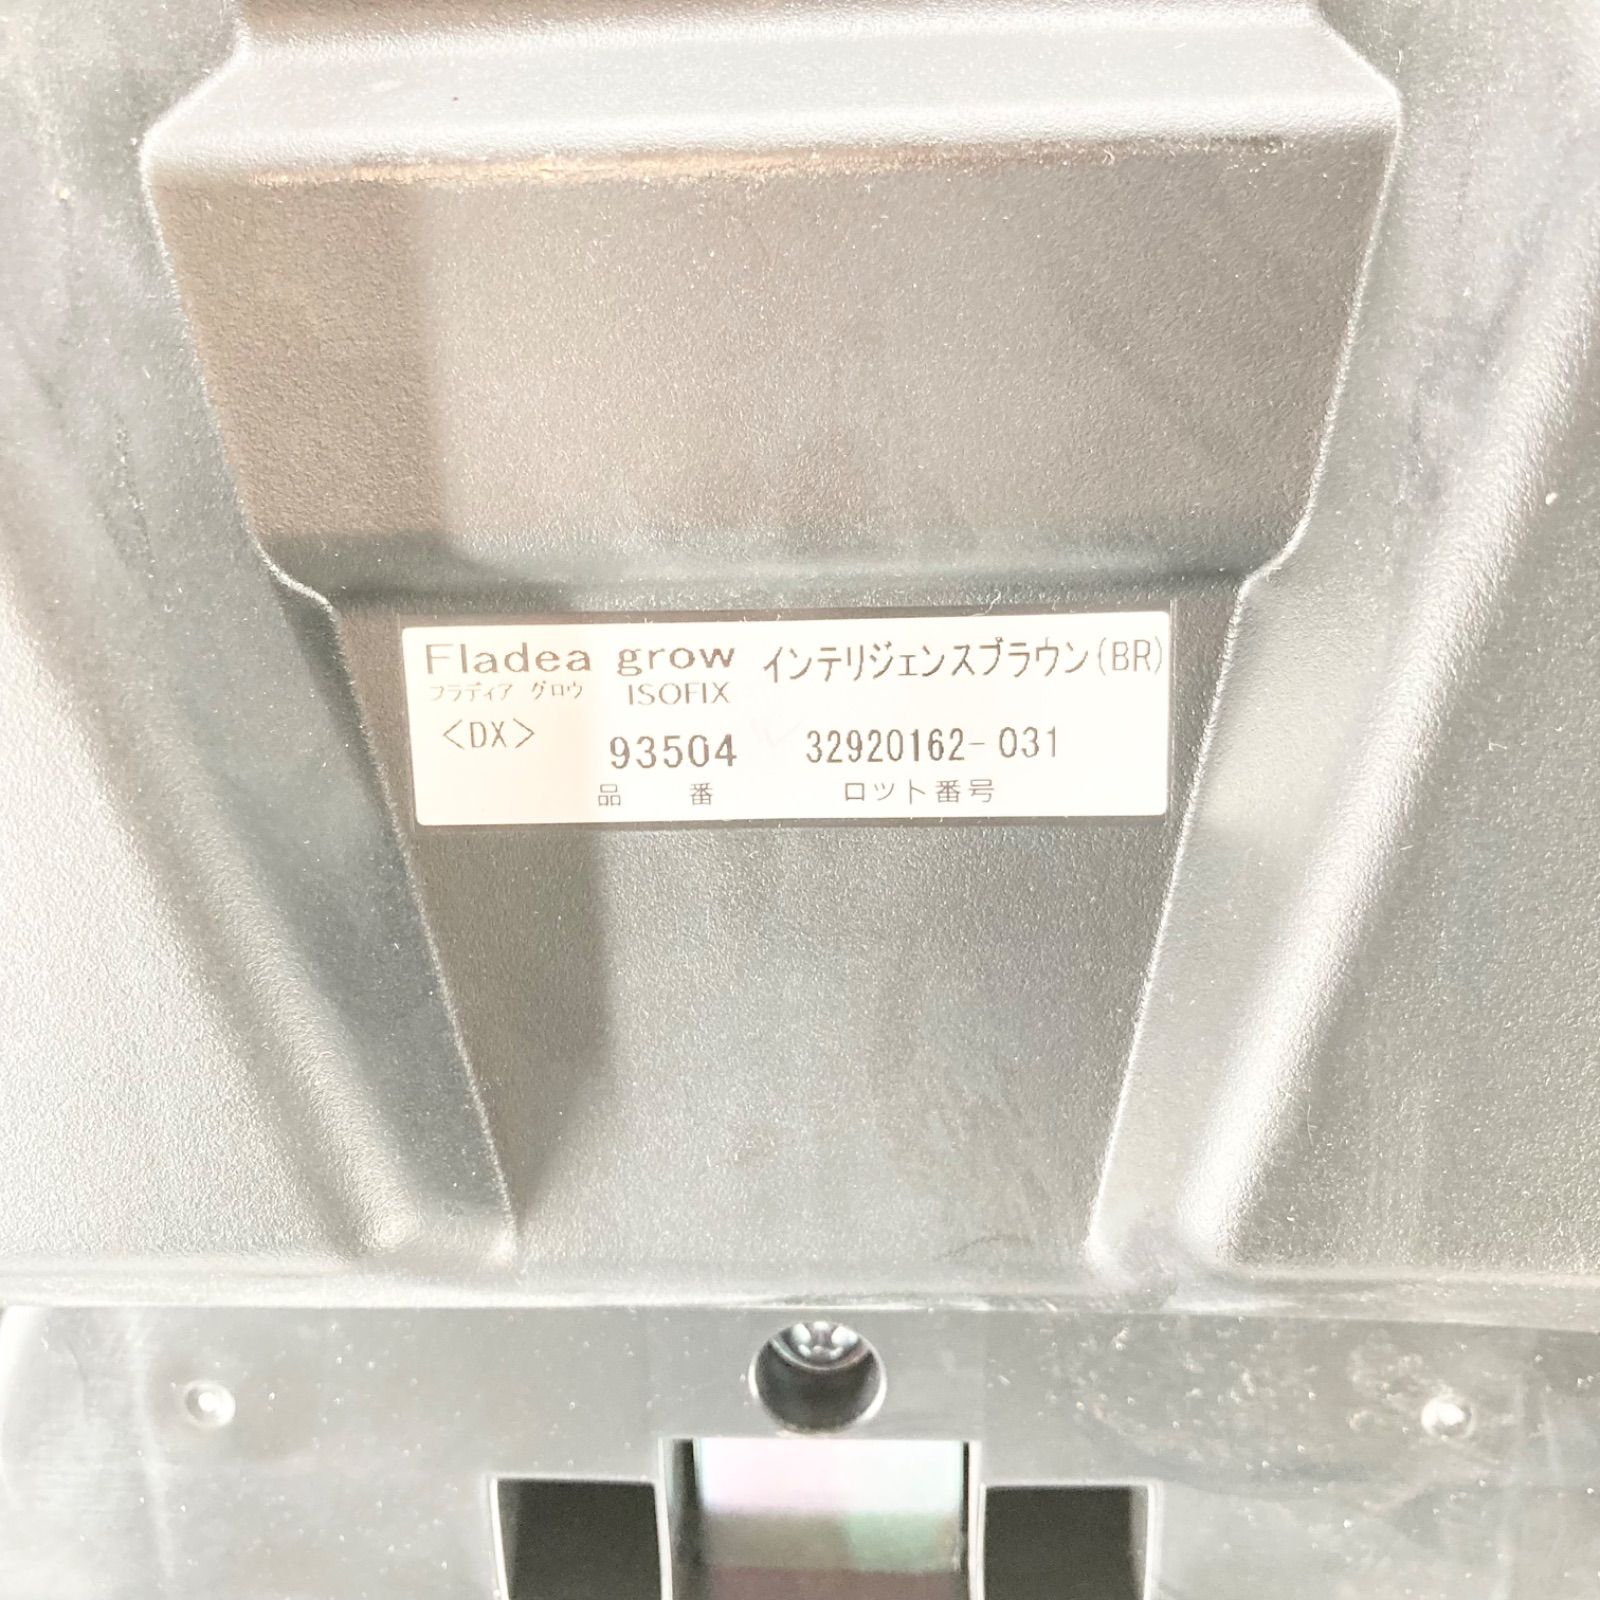 Fladea grow インテリジェンスブラウン(BR)
フラディア グロウ ISOFIX
<DX> 93504 32920162-031
品 番 ロット番号